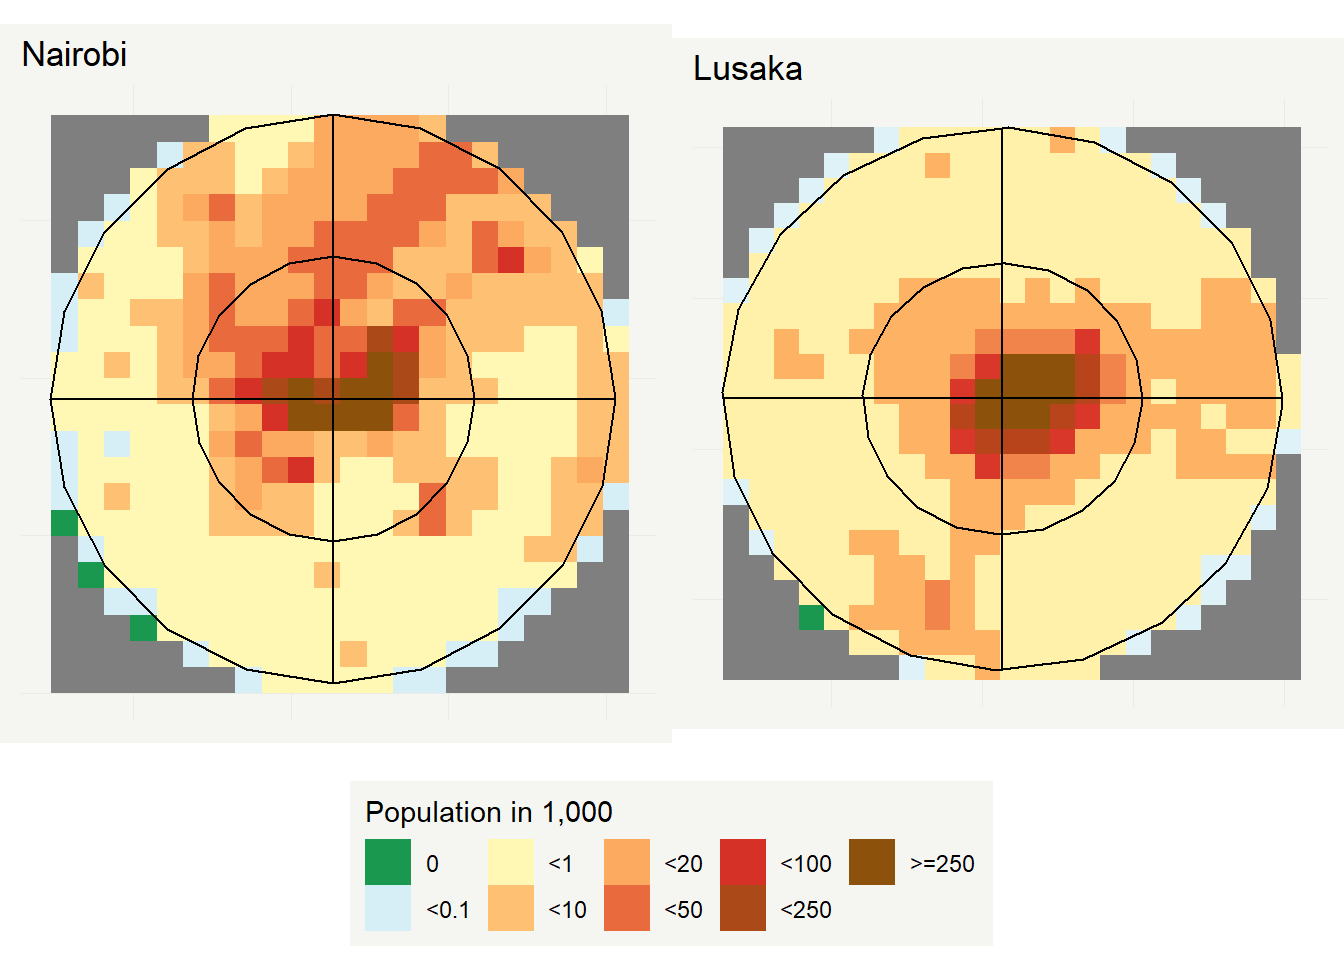 Nairobi
Lusaka
Population in 1,000
0 <1 <20 <100 >=250
<0.1 <10 <50 <250